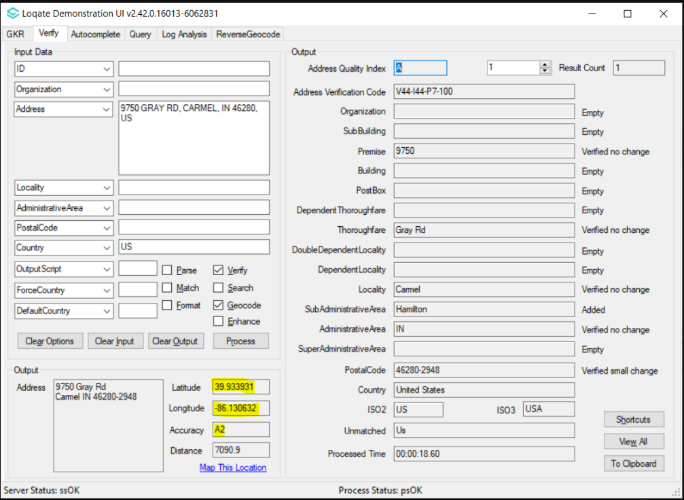 Loqate Demonstration UI v2.42.0.16013-6062831
GKR Verify Autocomplete Query Log Analysis ReverseGeocode
Input Data
ID
Organization
Address 9750 GRAY RD, CARMEL, IN 46280,
US
Locality
AdministrativeArea
PostalCode
Country US
OutputScript Parse Verify
ForceCountry Match Search
DefaultCountry Format Geocode
Enhance
Clear Options Clear Input Clear Output Process
Output
Address 9750 Gray Rd
Carmel IN 46280-2948
Latitude 39.933931
Longitude -86.130632
Accuracy A2
Distance 7090.9
Map This Location
Output
Address Quality Index A 1 Result Count 1
Address Verification Code V44-I44-P7-100
Organization Empty
SubBuilding Empty
Premise 9750 Verified no change
Building Empty
PostBox Empty
DependentThoroughfare Empty
Thoroughfare Gray Rd Verified no change
DoubleDependentLocality Empty
DependentLocality Empty
Locality Carmel Verified no change
SubAdministrativeArea Hamilton Added
AdministrativeArea IN Verified no change
SuperAdministrativeArea Empty
PostalCode 46280-2948 Verified small change
Country United States
ISO2 US ISO3 USA
Unmatched Us
Processed Time 00:00:18.60
Shortcuts
View All
To Clipboard
Server Status: ssOK Process Status: psOK